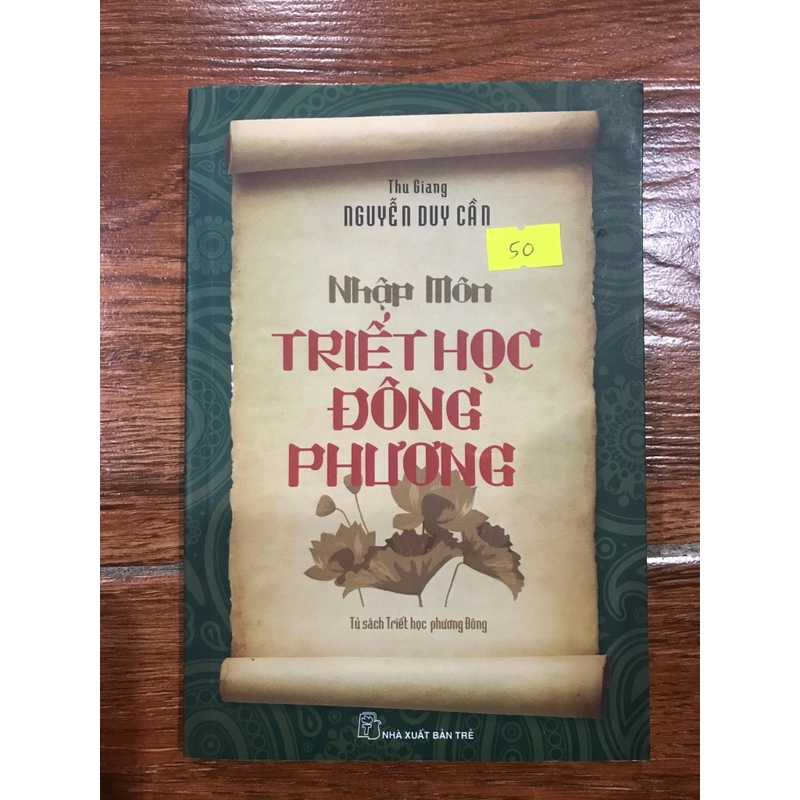 Thu Giang
NGUYỄN DUY CẦN
50
Nhập Môn
TRIẾT HỌC
ĐÔNG
PHƯƠNG
Tủ sách Triết học phương Đông
NHÀ XUẤT BẢN TRẺ